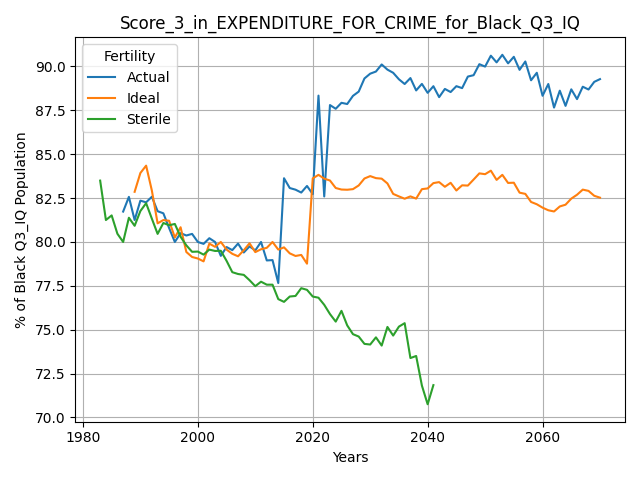 Score_3_in_EXPENDITURE_FOR_CRIME_for_Black_Q3_IQ
Fertility
Actual
Ideal
Sterile
% of Black Q3_IQ Population
90.0
87.5
85.0
82.5
80.0
77.5
75.0
72.5
70.0
1980
2000
2020
2040
2060
Years